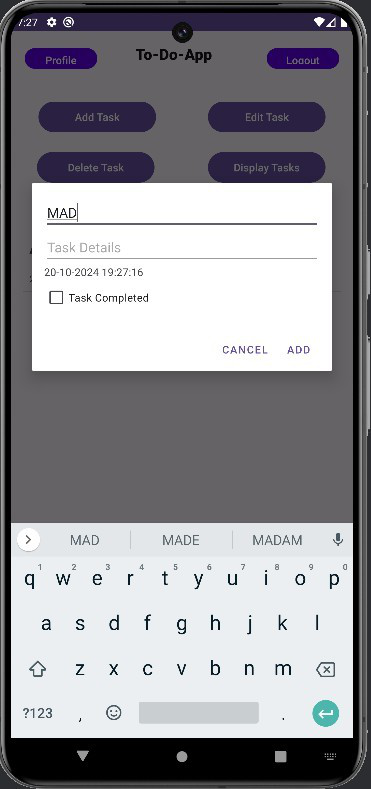 7:27
To-Do-App
Profile
Logout
Add Task
Edit Task
Delete Task
Display Tasks
MAD
Task Details
20-10-2024 19:27:16
Task Completed
CANCEL ADD
MAD MADE MADAM
1 2 3 4 5 6 7 8 9 0
q w e r t y u i o p
a s d f g h j k l
z x c v b n m
?123 , .